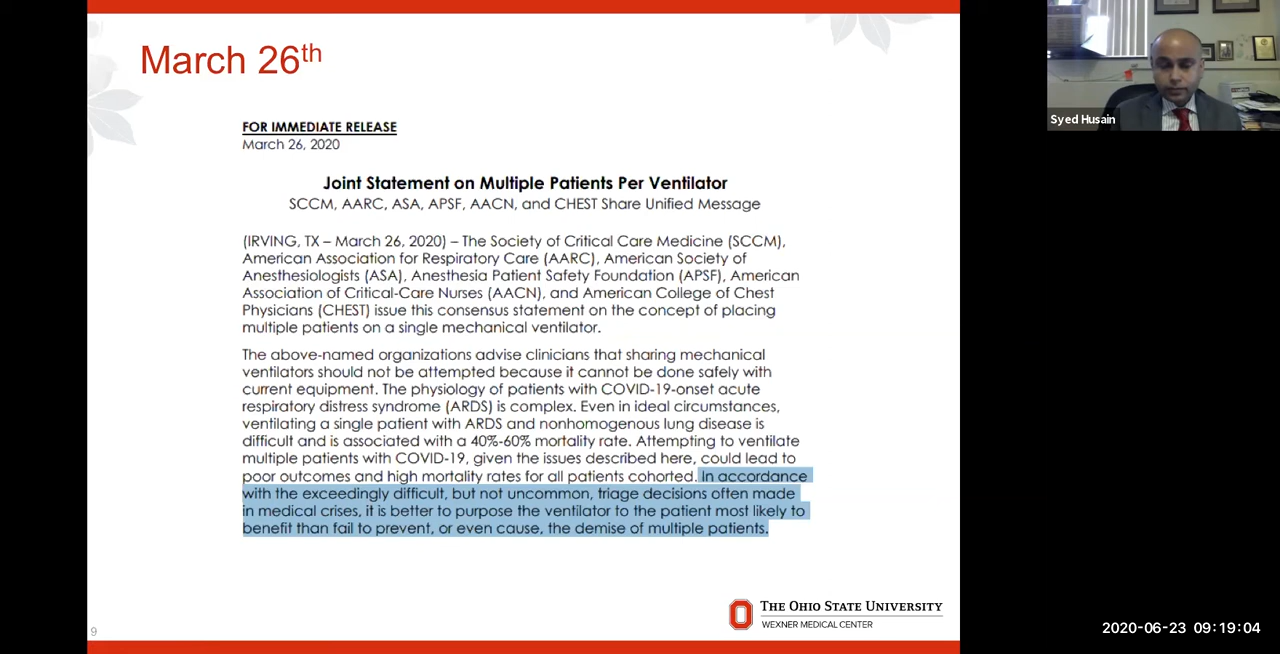 March 26th
FOR IMMEDIATE RELEASE
March 26, 2020
Joint Statement on Multiple Patients Per Ventilator
SCCM, AARC, ASA, APSF, AACN, and CHEST Share Unified Message
(IRVING, TX – March 26, 2020) – The Society of Critical Care Medicine (SCCM),
American Association for Respiratory Care (AARC), American Society of
Anesthesiologists (ASA), Anesthesia Patient Safety Foundation (APSF), American
Association of Critical-Care Nurses (AACN), and American College of Chest
Physicians (CHEST) issue this consensus statement on the concept of placing
multiple patients on a single mechanical ventilator.
The above-named organizations advise clinicians that sharing mechanical
ventilators should not be attempted because it cannot be done safely with
current equipment. The physiology of patients with COVID-19-onset acute
respiratory distress syndrome (ARDS) is complex. Even in ideal circumstances,
ventilating a single patient with ARDS and nonhomogenous lung disease is
difficult and is associated with a 40%-60% mortality rate. Attempting to ventilate
multiple patients with COVID-19, given the issues described here, could lead to
poor outcomes and high mortality rates for all patients cohorted. In accordance
with the exceedingly difficult, but not uncommon, triage decisions often made
in medical crises, it is better to purpose the ventilator to the patient most likely to
benefit than fail to prevent, or even cause, the demise of multiple patients.
THE OHIO STATE UNIVERSITY
WEXNER MEDICAL CENTER
9
Syed Husain
2020-06-23 09:19:04